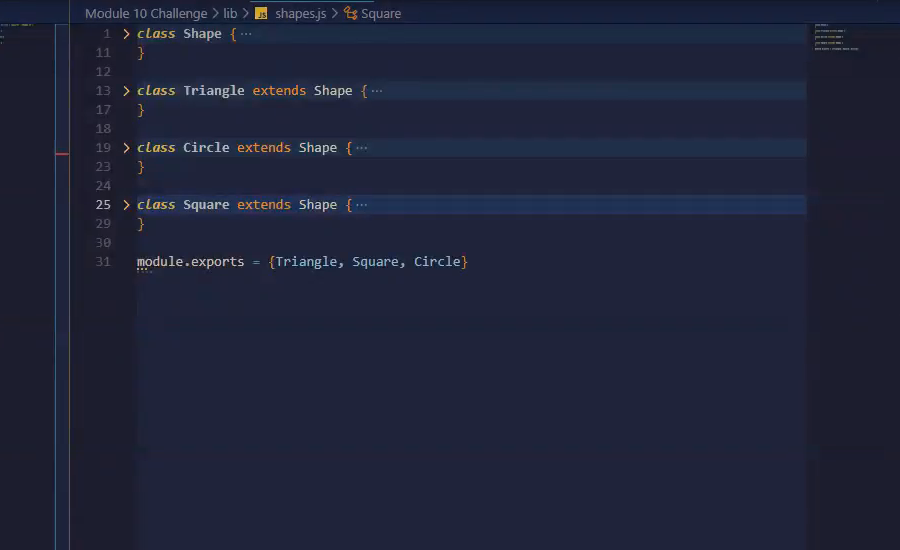 Module 10 Challenge > lib > JS shapes.js > Square
1 > class Shape { ···
11 }
12
13 > class Triangle extends Shape { ···
17 }
18
19 > class Circle extends Shape { ···
23 }
24
25 > class Square extends Shape { ···
29 }
30
31 module.exports = {Triangle, Square, Circle}